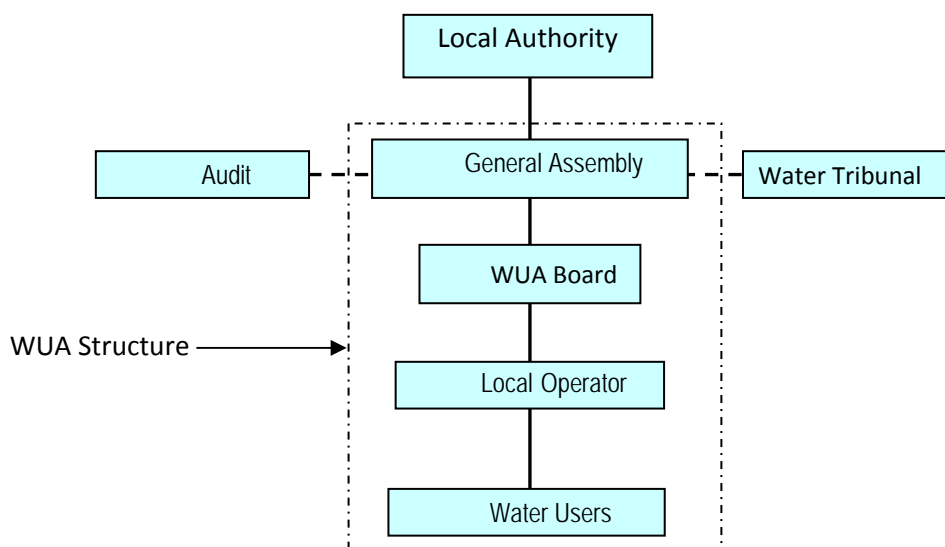 Local Authority
Audit
General Assembly
Water Tribunal
WUA Board
WUA Structure
Local Operator
Water Users